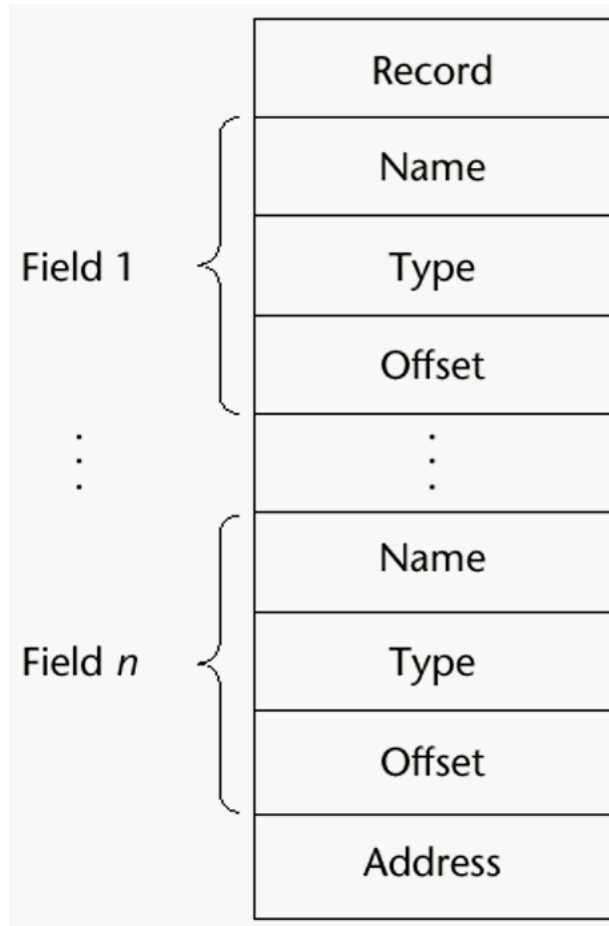 Record
Name
Field 1
Type
Offset
⋮ ⋮
Name
Field n
Type
Offset
Address